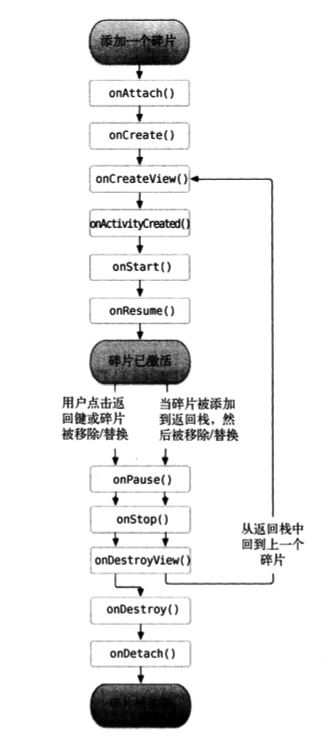 添加一个碎片
onAttach()
onCreate()
onCreateView()
onActivityCreated()
onStart()
onResume()
碎片已激活
用户点击返
回键或碎片
被移除/替换
当碎片被添加
到返回栈，然
后被移除/替换
onPause()
onStop()
onDestroyView()
从返回栈中
回到上一个
碎片
onDestroy()
onDetach()